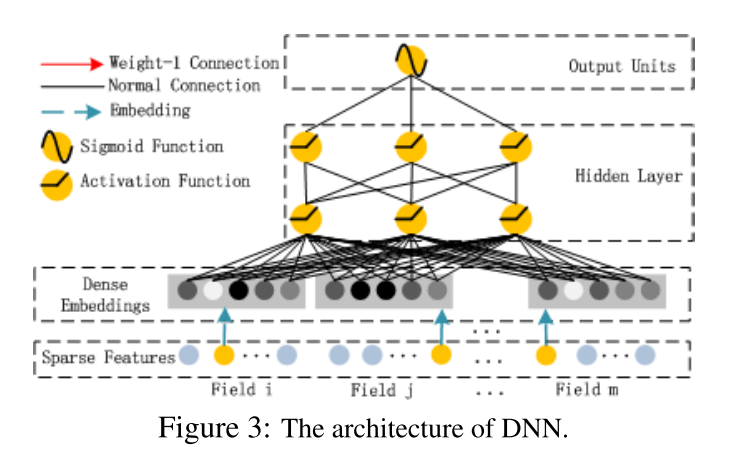 Weight-1 Connection
Normal Connection
Embedding
Sigmoid Function
Activation Function
Output Units
Hidden Layer
Dense
Embeddings
...
Sparse Features ... ... ... ...
Field i Field j ... Field m
Figure 3: The architecture of DNN.